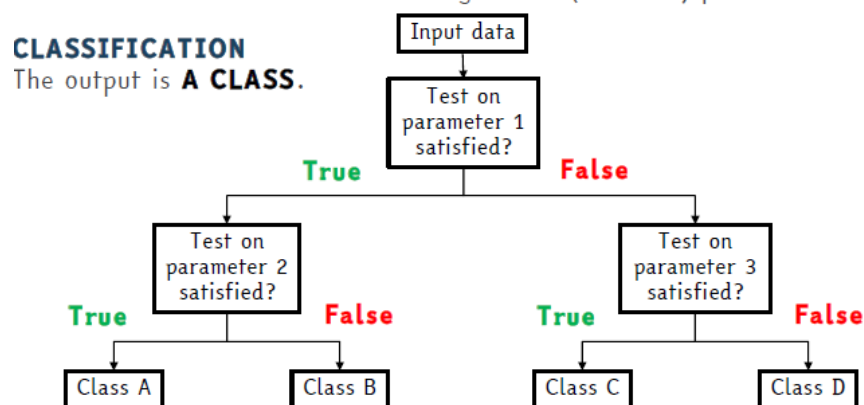 Input data
CLASSIFICATION
The output is A CLASS.
Test on
parameter 1
satisfied?
True
False
Test on
parameter 2
satisfied?
Test on
parameter 3
satisfied?
True
False
True
False
Class A
Class B
Class C
Class D